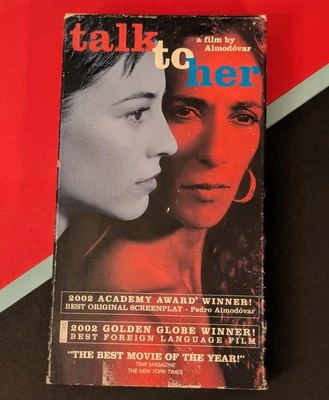 talk
to
her
a film by
Almodóvar
2002 ACADEMY AWARD® WINNER!
BEST ORIGINAL SCREENPLAY - Pedro Almodóvar
2002 GOLDEN GLOBE WINNER!
BEST FOREIGN LANGUAGE FILM
"THE BEST MOVIE OF THE YEAR!"
TIME MAGAZINE
THE NEW YORK TIMES